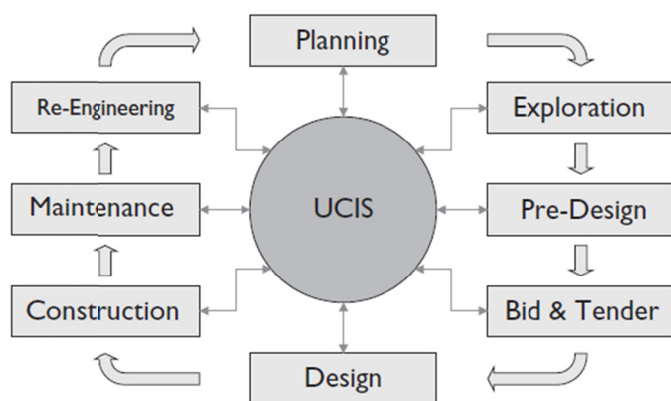 Planning
Re-Engineering
Exploration
Maintenance
UCIS
Pre-Design
Construction
Bid & Tender
Design